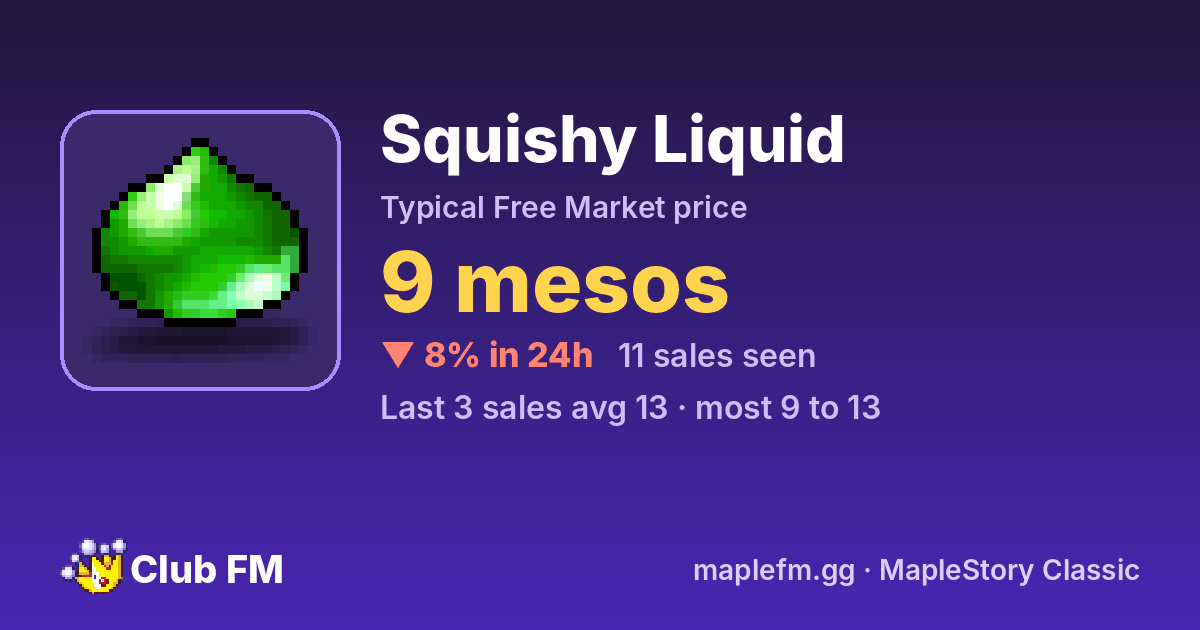 Squishy Liquid
Typical Free Market price
9 mesos
▼ 8% in 24h 11 sales seen
Last 3 sales avg 13 · most 9 to 13
Club FM
maplefm.gg · MapleStory Classic